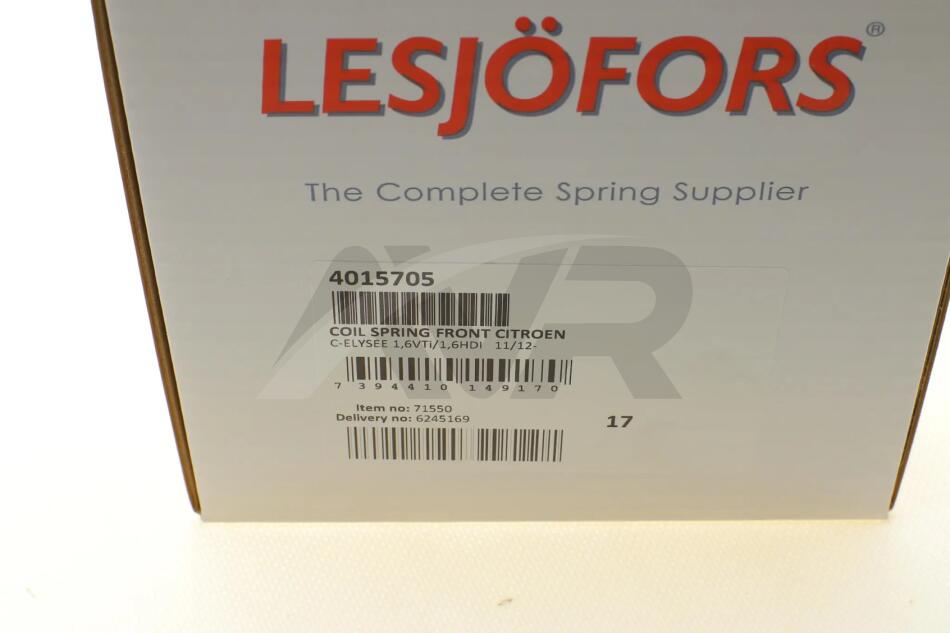 LESJÖFORS®
The Complete Spring Supplier
AVR
4015705
COIL SPRING FRONT CITROEN
C-ELYSEE 1,6VTi/1,6HDI 11/12-
7 394410 149170
Item no: 71550
Delivery no: 6245169
17